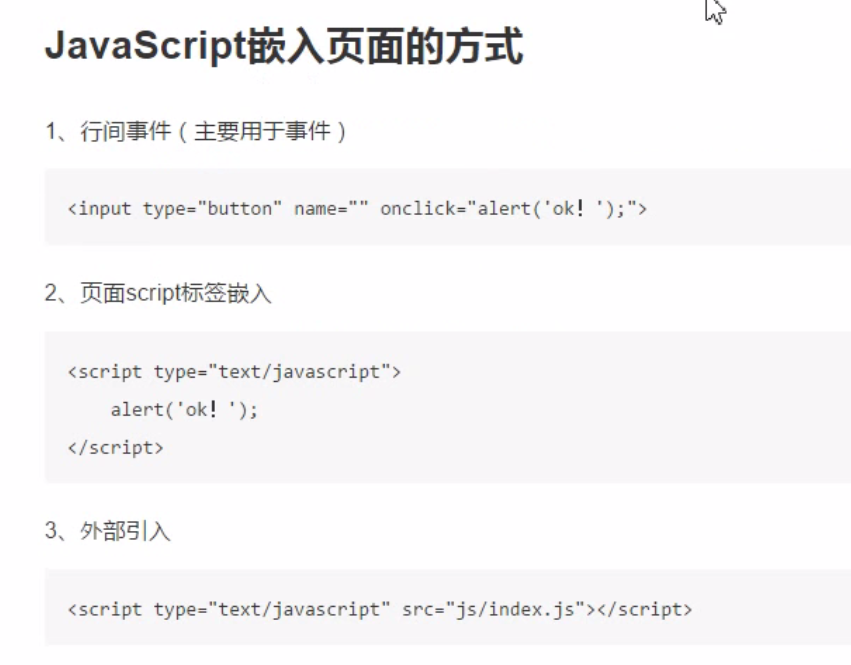 JavaScript嵌入页面的方式
1、行间事件（主要用于事件）
<input type="button" name="" onclick="alert('ok！');">
2、页面script标签嵌入
<script type="text/javascript">
    alert('ok！');
</script>
3、外部引入
<script type="text/javascript" src="js/index.js"></script>